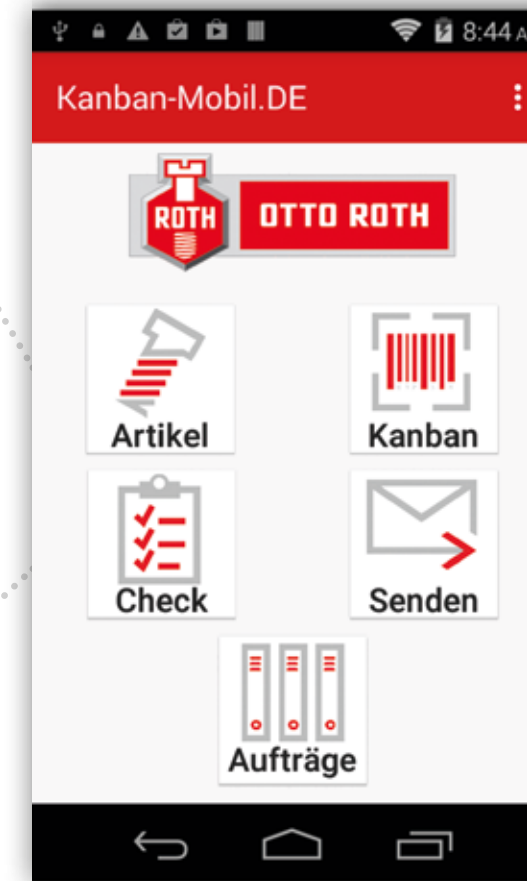 8:44 A
Kanban-Mobil.DE
ROTH
OTTO ROTH
Artikel
Kanban
Check
Senden
Aufträge